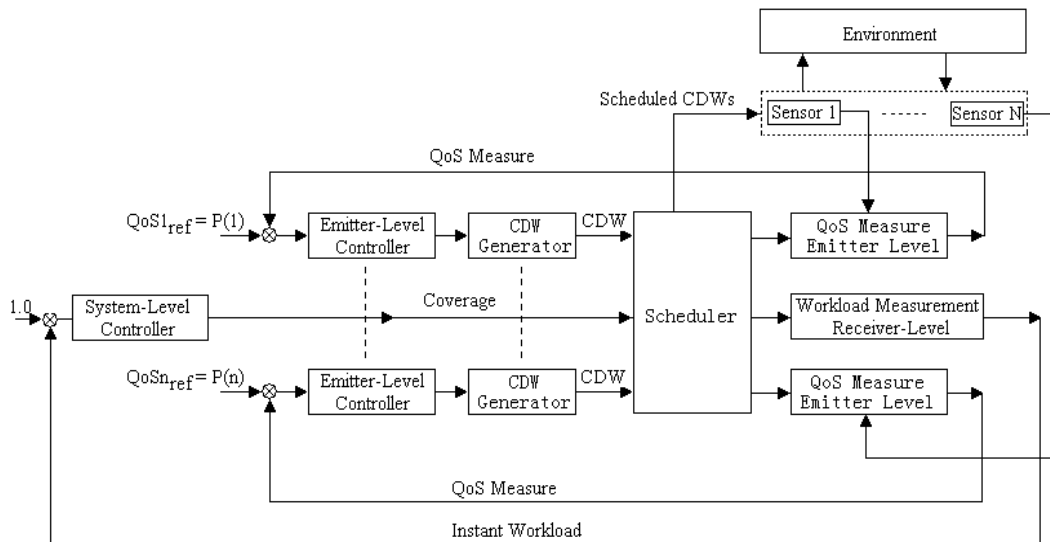 Environment
Scheduled CDWs
Sensor 1
Sensor N
QoS Measure
QoS1ref = P(1)
Emitter-Level
Controller
CDW
Generator
CDW
QoS Measure
Emitter Level
1.0
System-Level
Controller
Coverage
Scheduler
Workload Measurement
Receiver-Level
QoSnref = P(n)
Emitter-Level
Controller
CDW
Generator
CDW
QoS Measure
Emitter Level
QoS Measure
Instant Workload